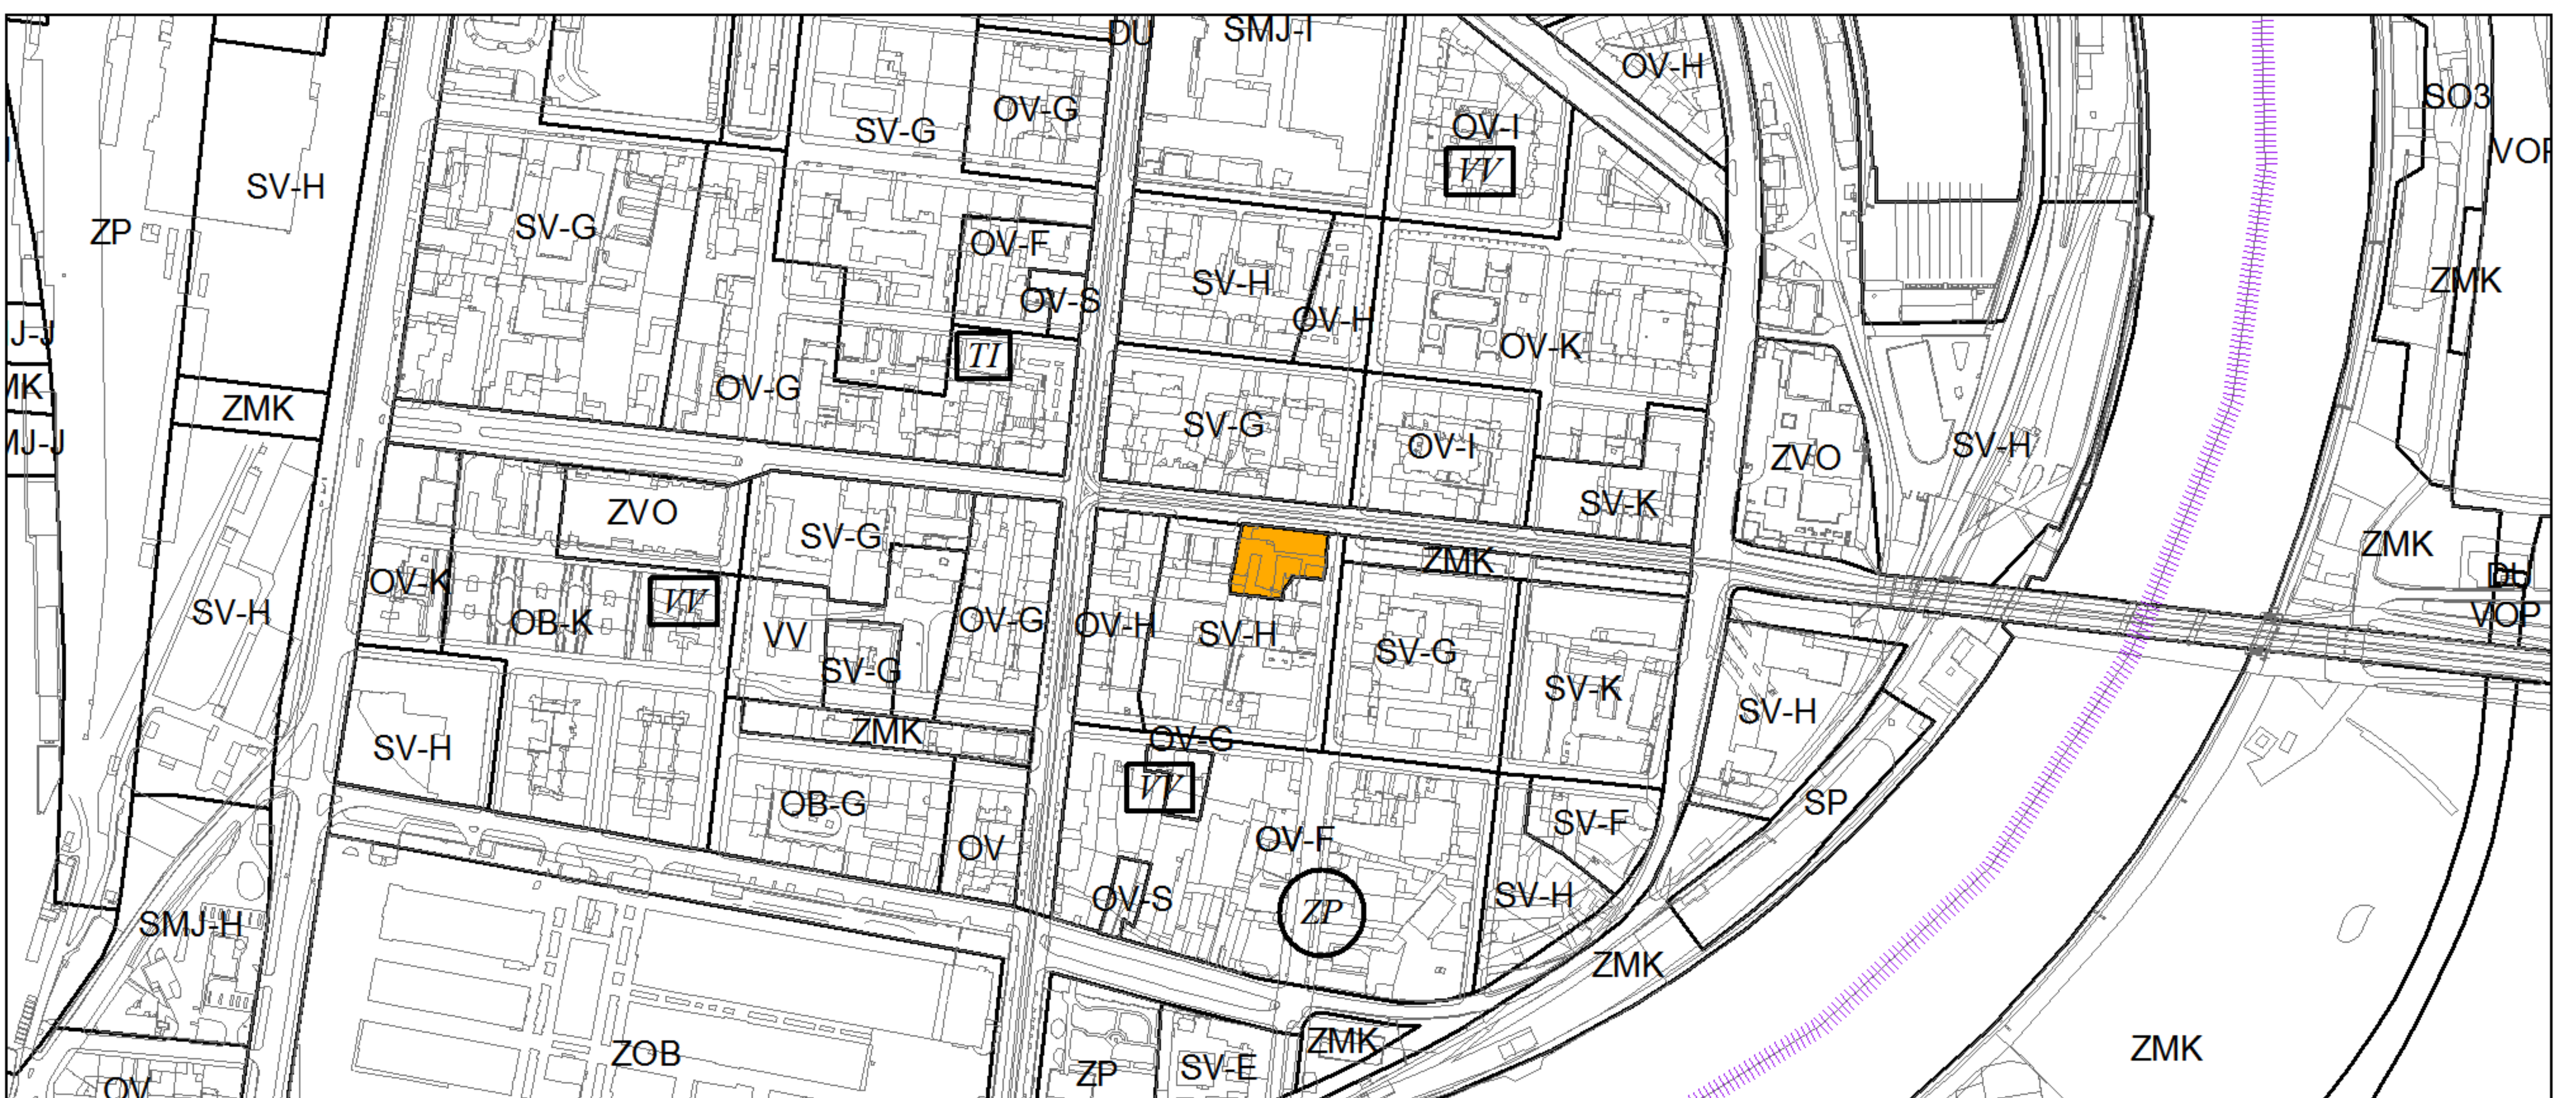 DU
SMJ-I
OV-H
SO3
OV-G
SV-G
OV-I
VV
SV-H
ZP
SV-G
OV-F
SV-H
OV-S
OV-H
ZMK
J-J
OV-K
TI
MK
ZMK
OV-G
SV-G
MJ-J
OV-I
SV-H
ZVO
SV-K
ZVO
SV-G
ZMK
ZMK
DU
OV-K
VV
SV-H
OB-K
VV
OV-G
OV-H
SV-H
VOP
SV-G
SV-G
SV-K
SV-H
ZMK
OV-G
SV-H
VV
OB-G
SP
SV-F
OV-F
OV
SV-H
OV-S
ZP
SMJ-H
ZMK
ZMK
ZMK
ZOB
SV-E
ZP
OV